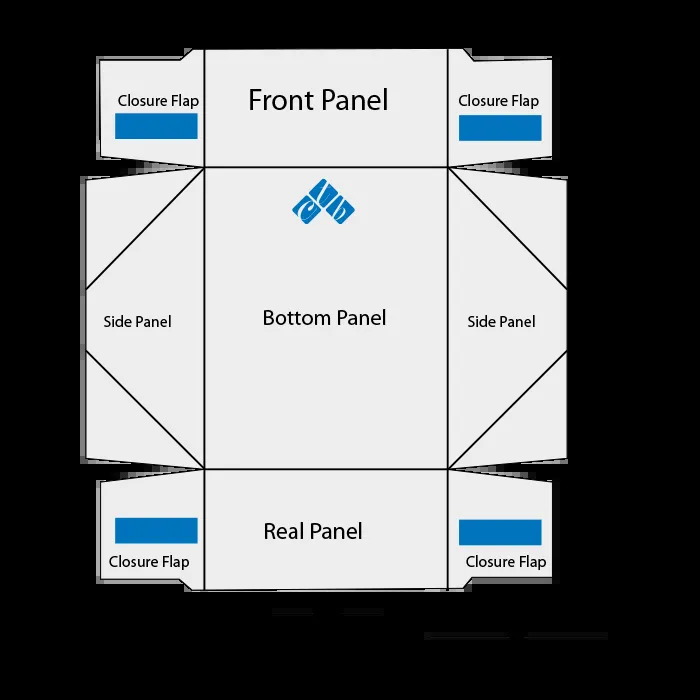 Front Panel
Closure Flap
Closure Flap
Side Panel
Bottom Panel
Side Panel
Real Panel
Closure Flap
Closure Flap